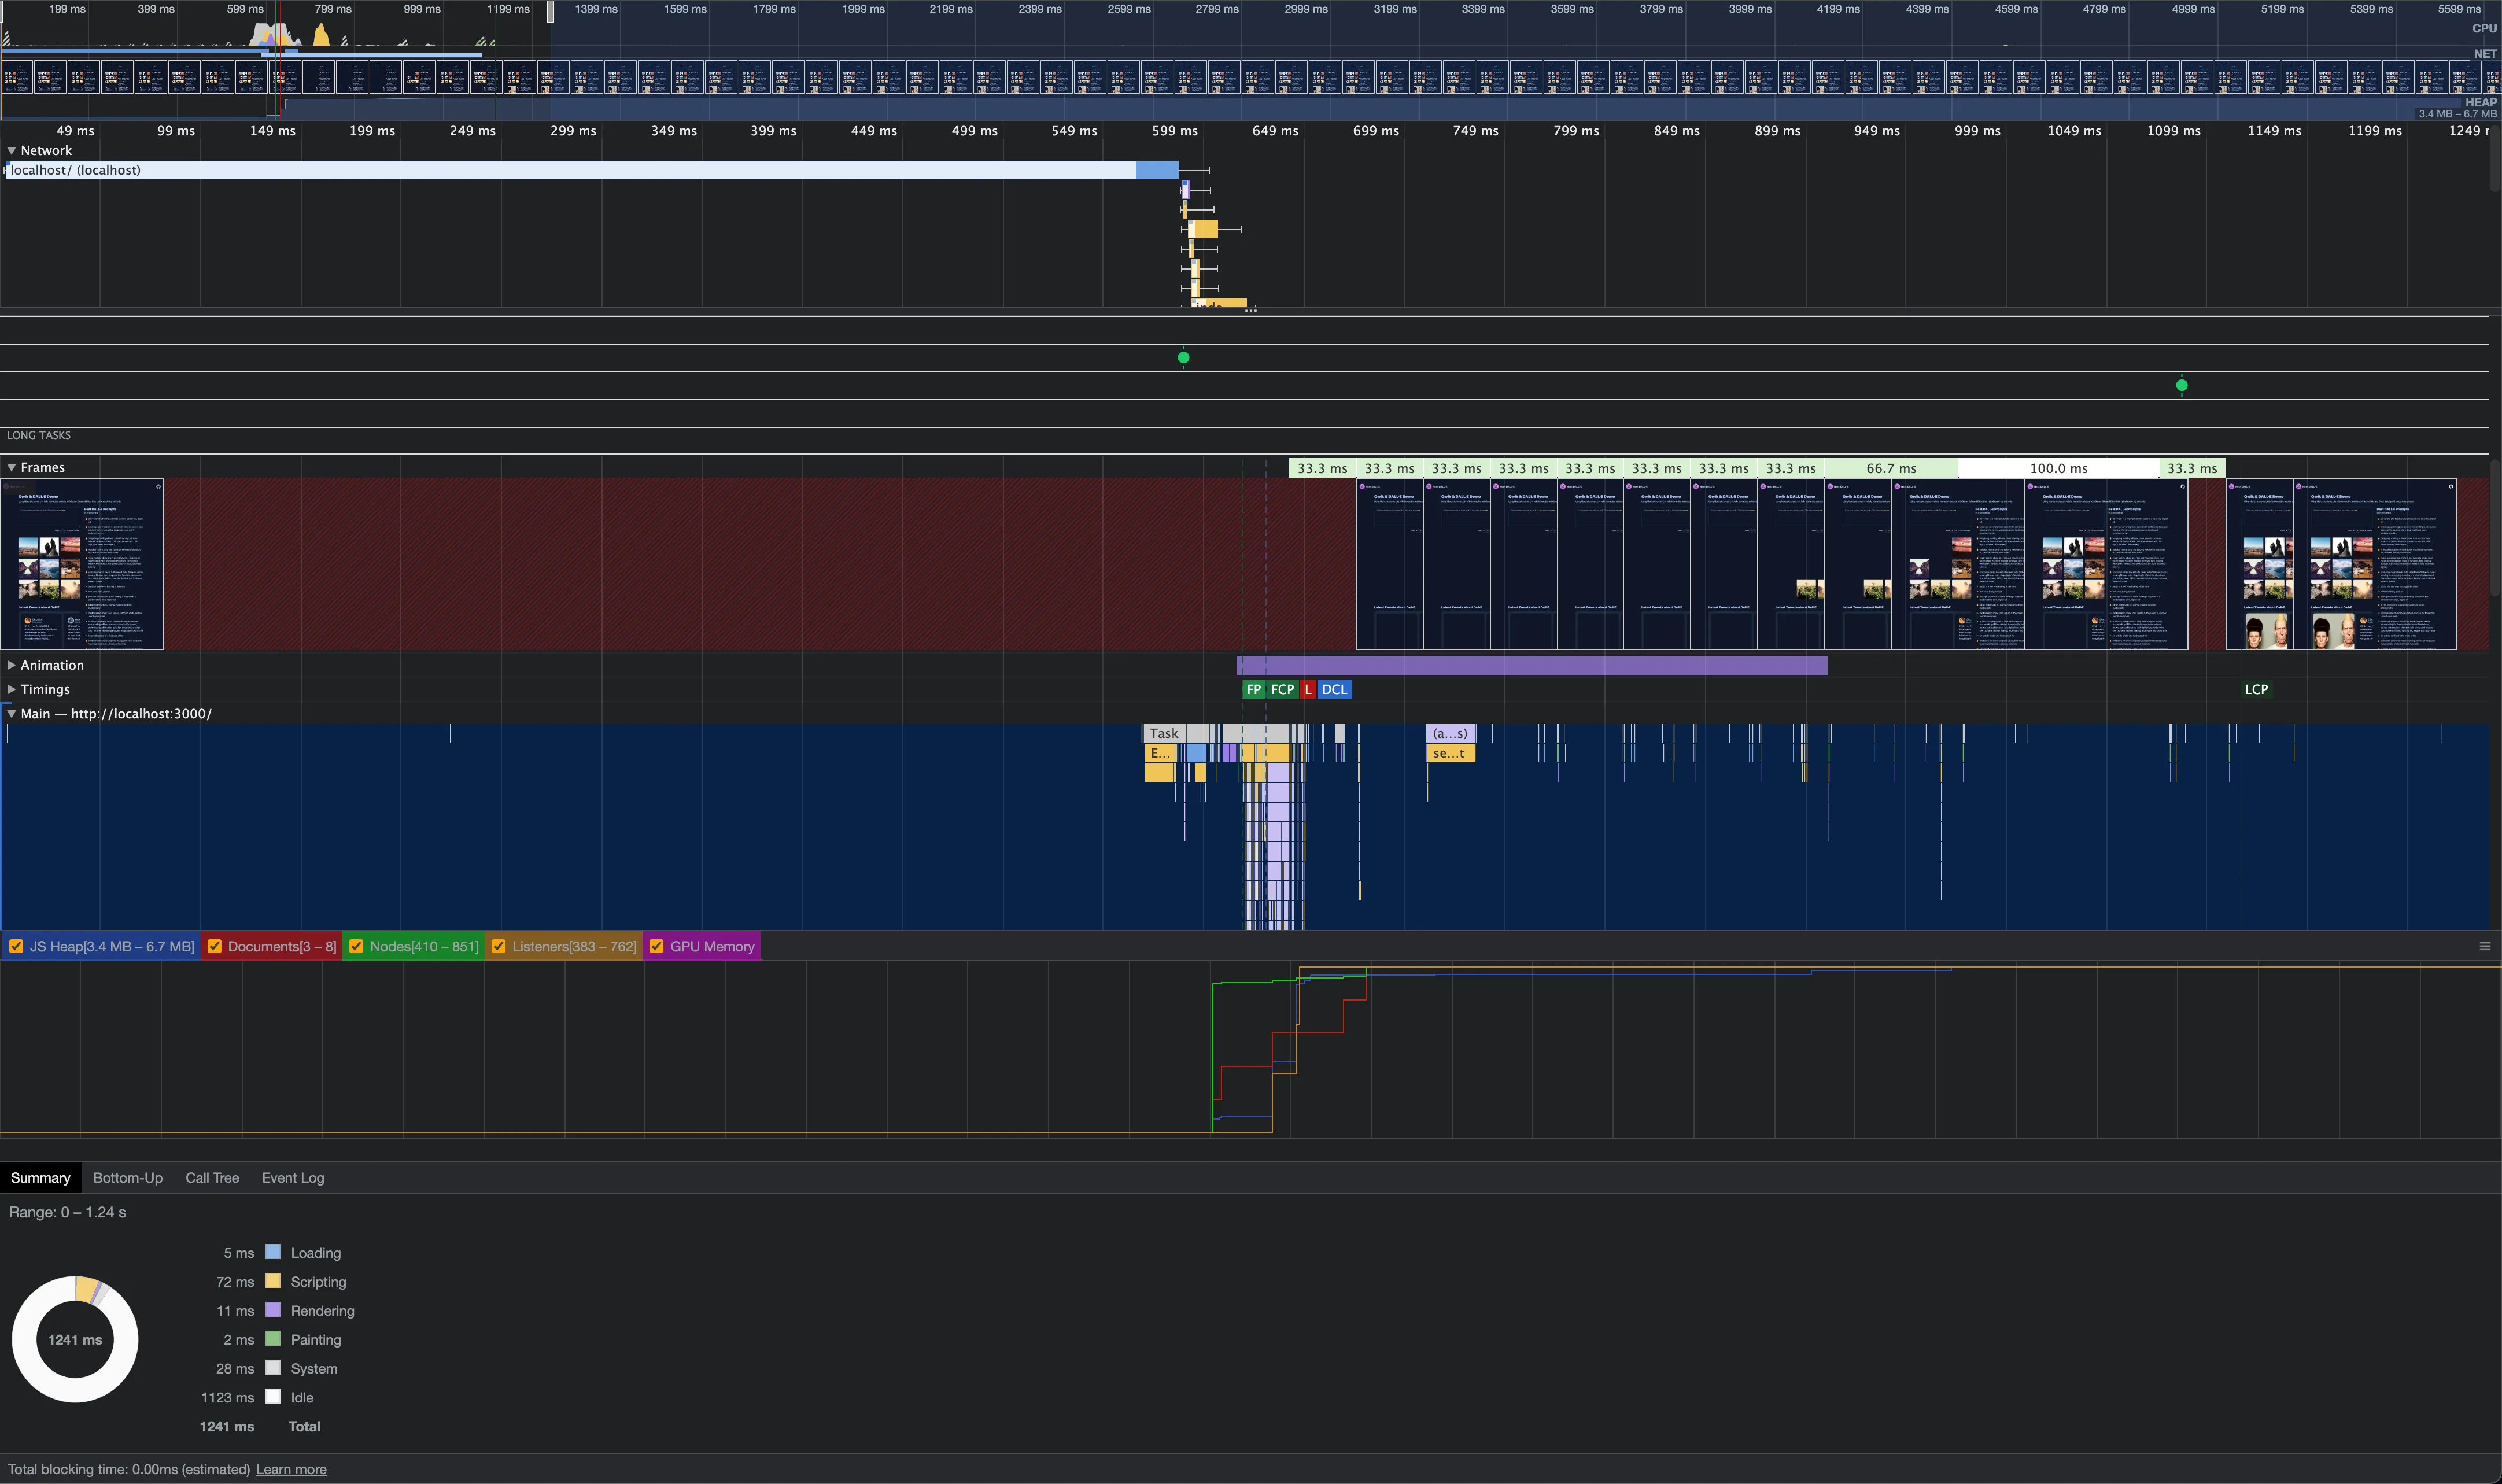 199 ms 399 ms 599 ms 799 ms 999 ms 1199 ms 1399 ms 1599 ms 1799 ms 1999 ms 2199 ms 2399 ms 2599 ms 2799 ms 2999 ms 3199 ms 3399 ms 3599 ms 3799 ms 3999 ms 4199 ms 4399 ms 4599 ms 4799 ms 4999 ms 5199 ms 5399 ms 5599 ms
CPU
NET
HEAP
3.4 MB – 6.7 MB
49 ms 99 ms 149 ms 199 ms 249 ms 299 ms 349 ms 399 ms 449 ms 499 ms 549 ms 599 ms 649 ms 699 ms 749 ms 799 ms 849 ms 899 ms 949 ms 999 ms 1049 ms 1099 ms 1149 ms 1199 ms 1249 r
Network
localhost/ (localhost)
...
LONG TASKS
Frames
33.3 ms 33.3 ms 33.3 ms 33.3 ms 33.3 ms 33.3 ms 33.3 ms 33.3 ms 66.7 ms 100.0 ms 33.3 ms
Qwik & DALL-E Demo
Best DALL-E Prompts
Latest Tweets about Dall-E
Animation
Timings
FP FCP L DCL LCP
Main — http://localhost:3000/
Task (a...s)
E... se...t
JS Heap[3.4 MB – 6.7 MB] Documents[3 – 8] Nodes[410 – 851] Listeners[383 – 762] GPU Memory
Summary Bottom-Up Call Tree Event Log
Range: 0 – 1.24 s
5 ms Loading
72 ms Scripting
11 ms Rendering
1241 ms
2 ms Painting
28 ms System
1123 ms Idle
1241 ms Total
Total blocking time: 0.00ms (estimated) Learn more